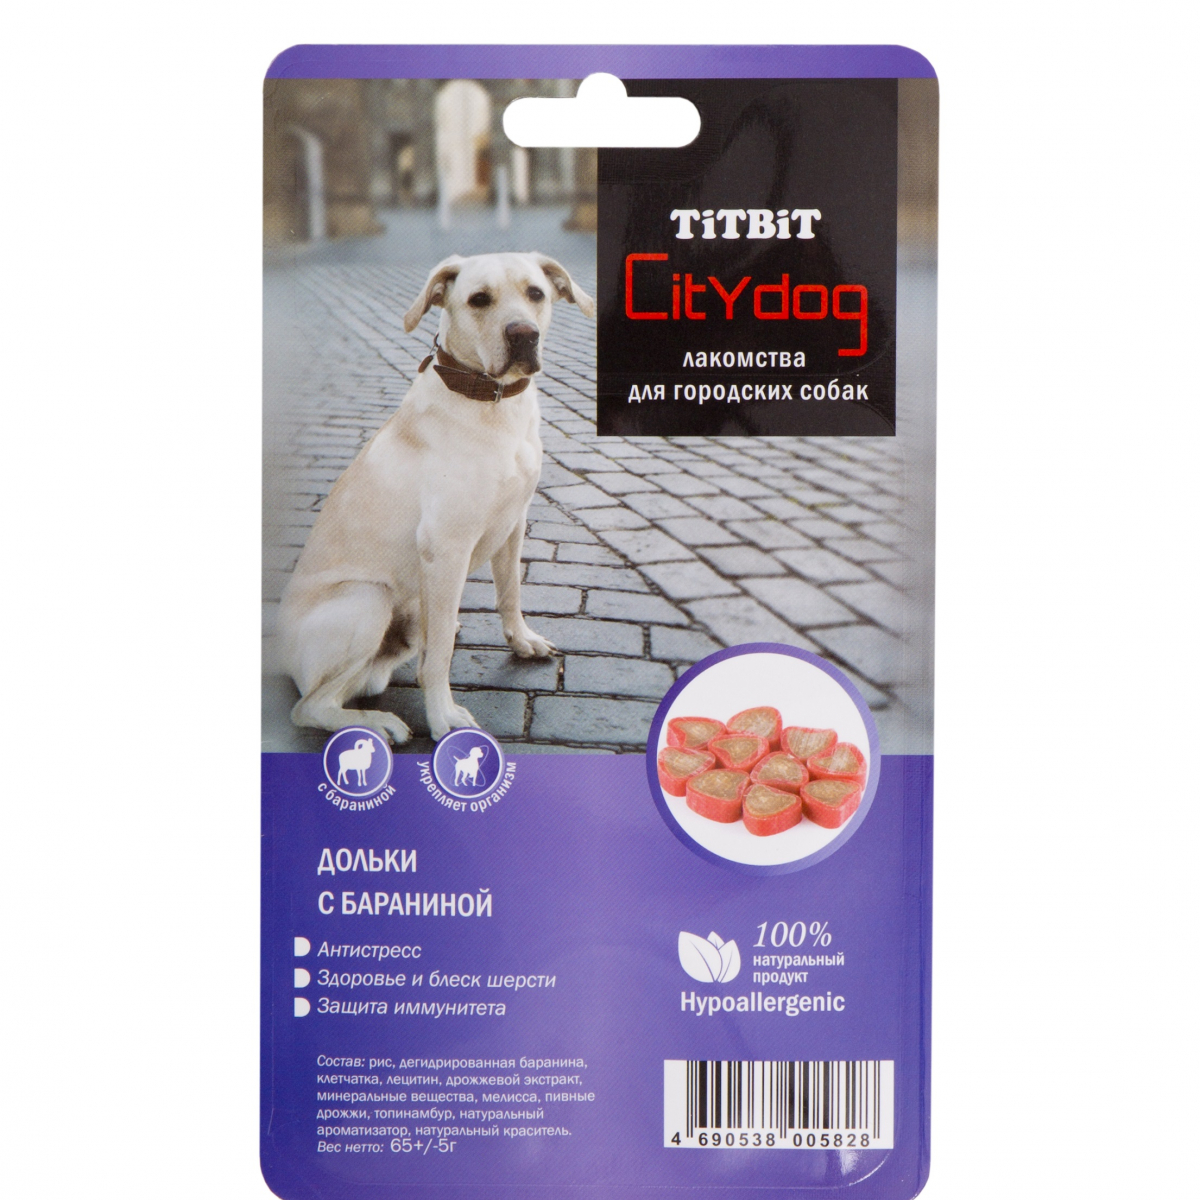 TiTBiT
CitYdog
лакомства
для городских собак
с бараниной
укрепляет организм
ДОЛЬКИ
С БАРАНИНОЙ
Антистресс
Здоровье и блеск шерсти
Защита иммунитета
100%
натуральный
продукт
Hypoallergenic
Состав: рис, дегидрированная баранина,
клетчатка, лецитин, дрожжевой экстракт,
минеральные вещества, мелисса, пивные
дрожжи, топинамбур, натуральный
ароматизатор, натуральный краситель.
Вес нетто: 65+/-5г
4 690538 005828